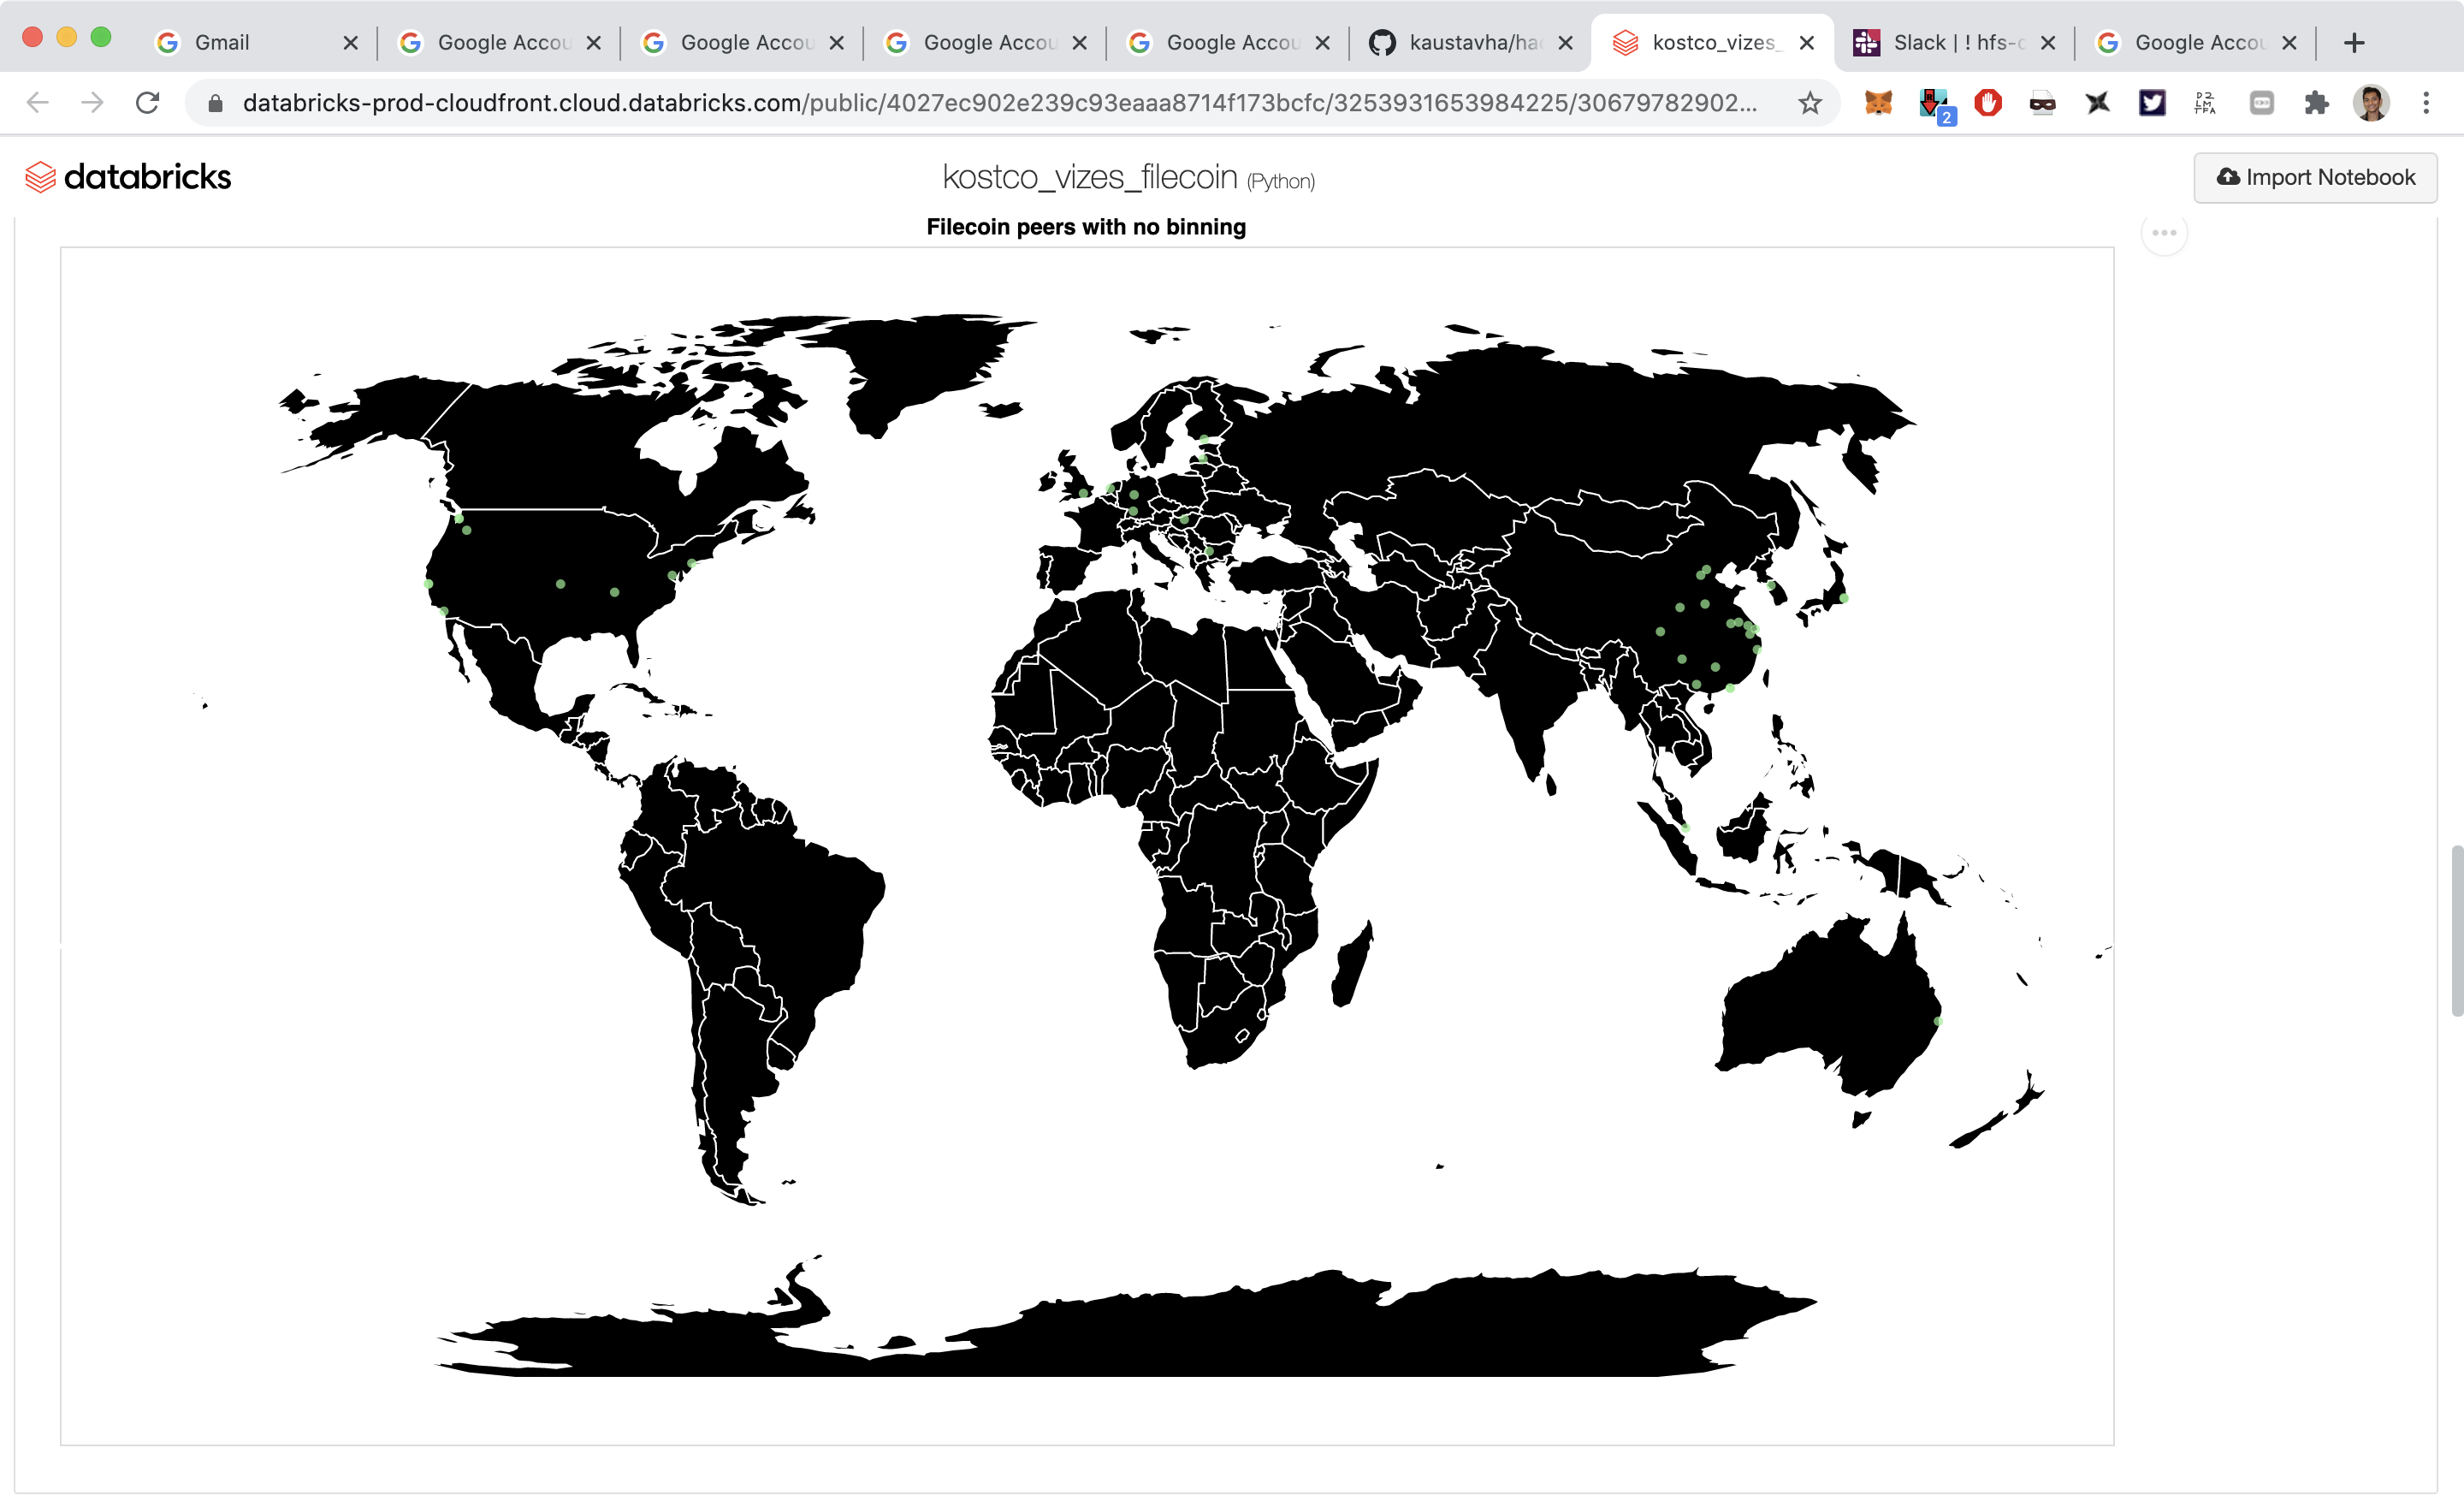 Gmail
Google Accou
Google Accou
Google Accou
Google Accou
kaustavha/hac
kostco_vizes_
Slack | ! hfs-c
Google Accou
databricks-prod-cloudfront.cloud.databricks.com/public/4027ec902e239c93eaaa8714f173bcfc/3253931653984225/30679782902...
2
databricks
kostco_vizes_filecoin (Python)
Import Notebook
Filecoin peers with no binning